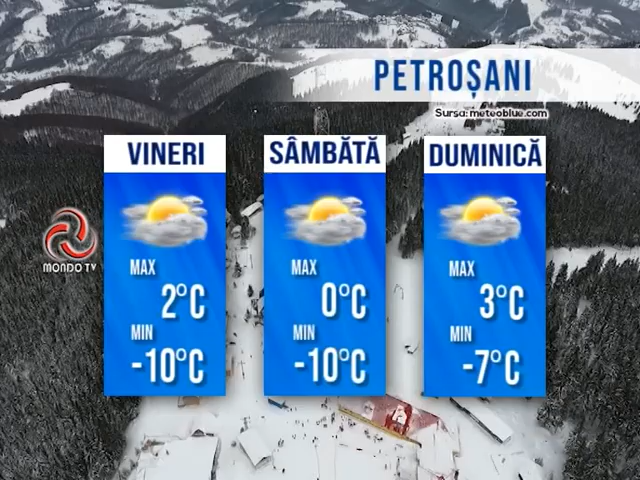 PETROȘANI
Sursa: meteoblue.com
VINERI
MAX
2°C
MIN
-10°C
SÂMBĂTĂ
MAX
0°C
MIN
-10°C
DUMINICĂ
MAX
3°C
MIN
-7°C
MONDO TV